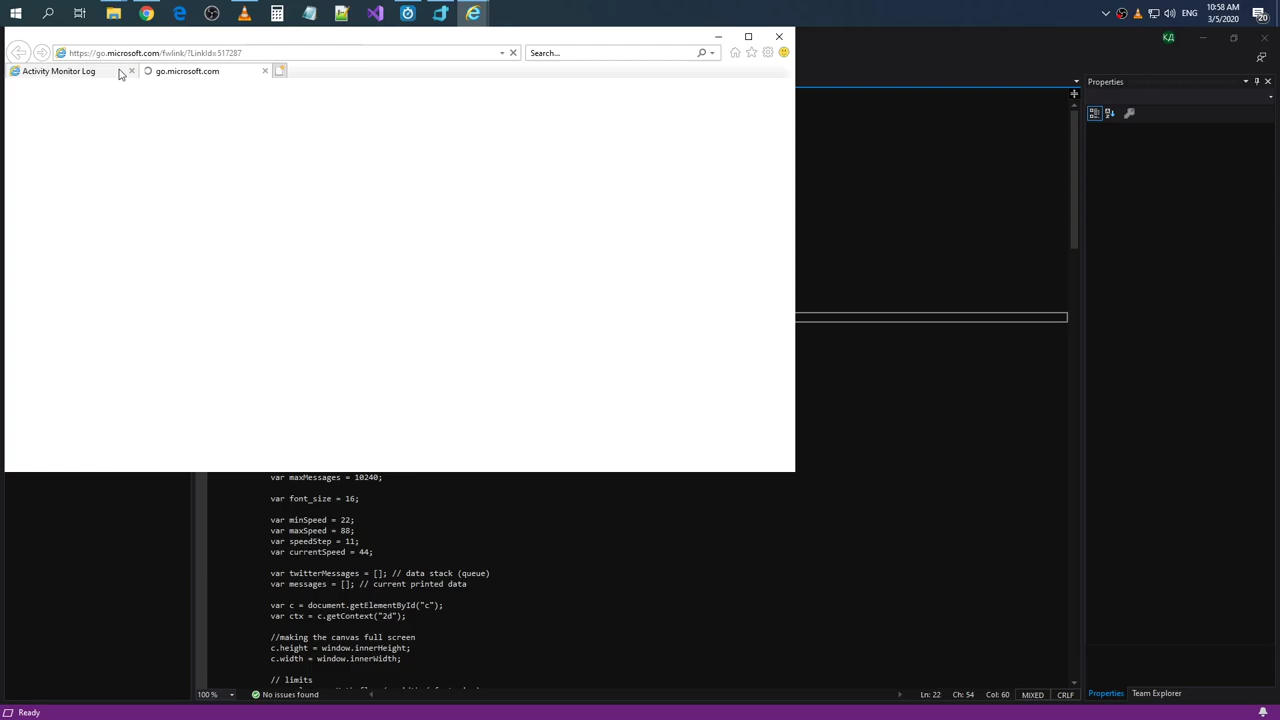 ENG
10:58 AM
3/5/2020
20
https://go.microsoft.com/fwlink/?LinkId=517287
Search...
КД
Activity Monitor Log
go.microsoft.com
Properties
var maxMessages = 10240;
var font_size = 16;
var minSpeed = 22;
var maxSpeed = 88;
var speedStep = 11;
var currentSpeed = 44;
var twitterMessages = []; // data stack (queue)
var messages = []; // current printed data
var c = document.getElementById("c");
var ctx = c.getContext("2d");
//making the canvas full screen
c.height = window.innerHeight;
c.width = window.innerWidth;
// limits
100 %
No issues found
Ln: 22
Ch: 54
Col: 60
MIXED
CRLF
Properties
Team Explorer
Ready